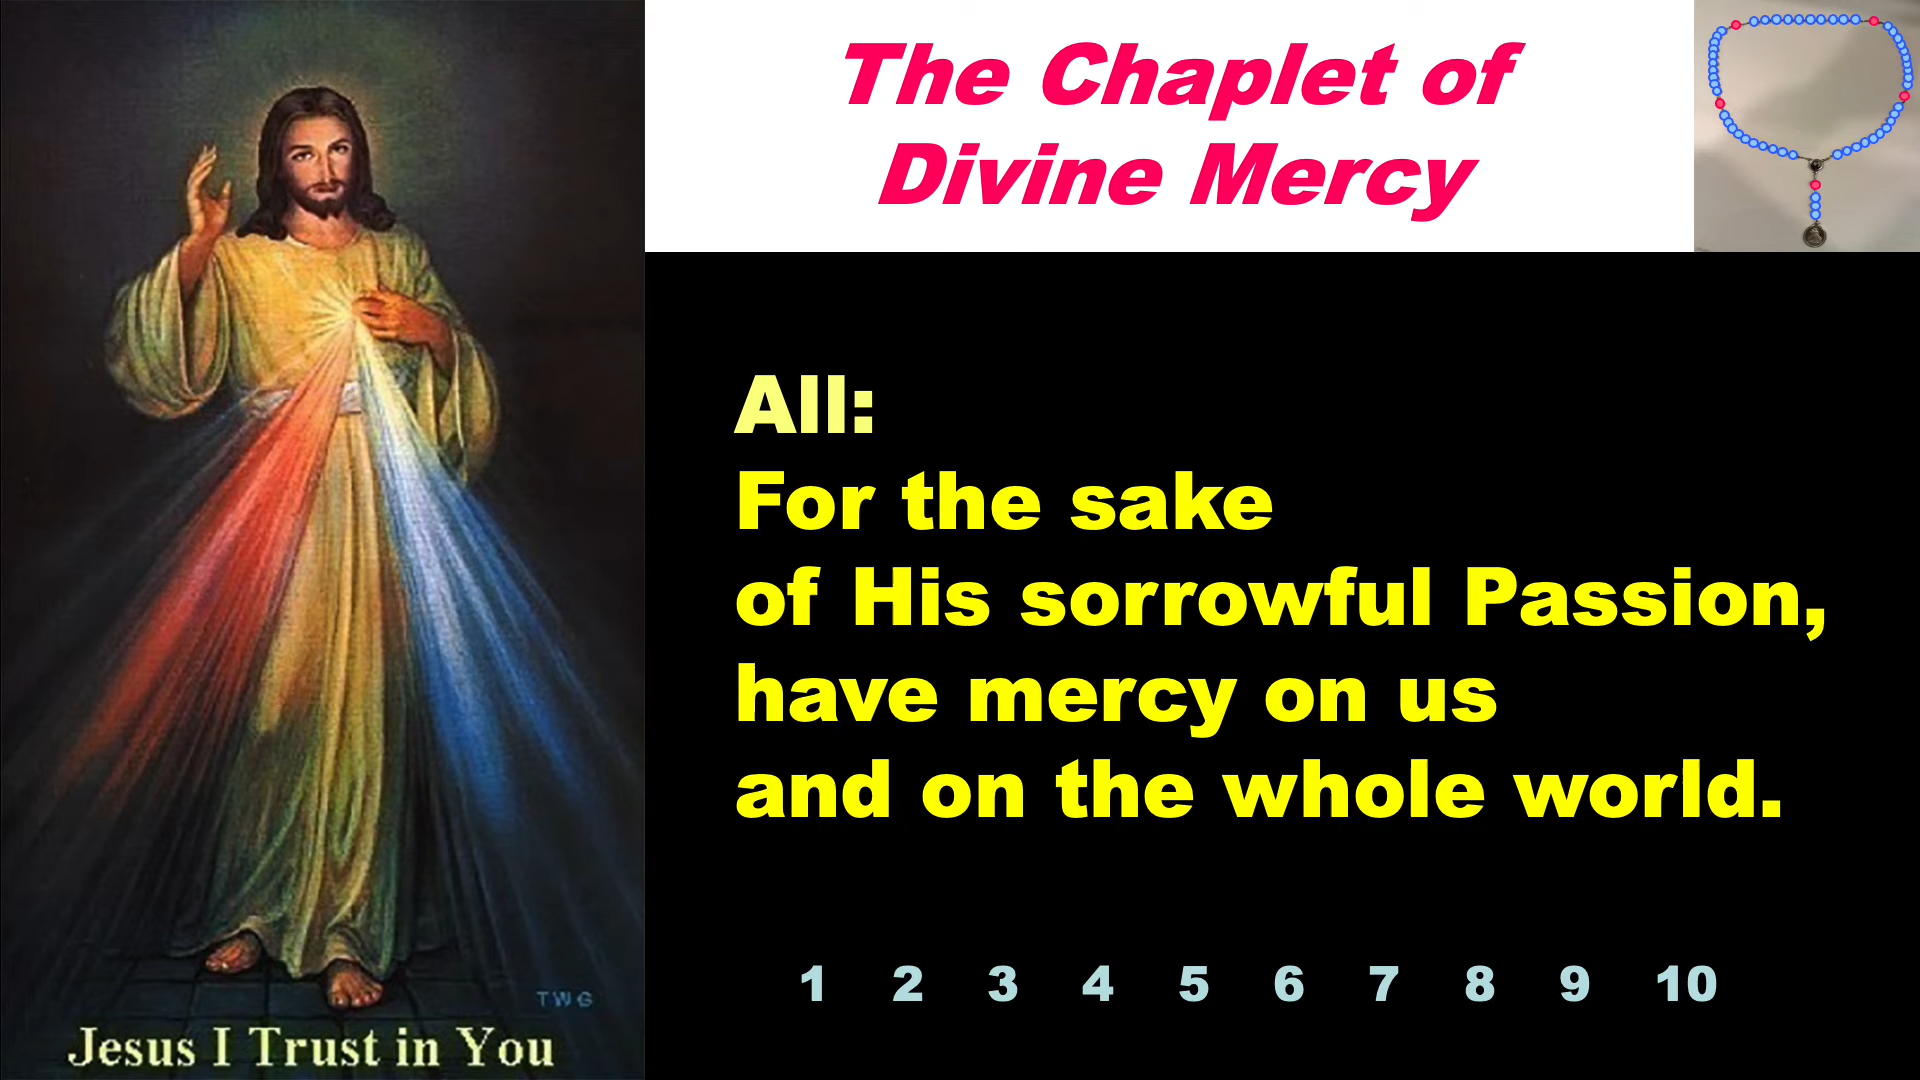 The Chaplet of
Divine Mercy
All:
For the sake
of His sorrowful Passion,
have mercy on us
and on the whole world.
1 2 3 4 5 6 7 8 9 10
TWG
Jesus I Trust in You